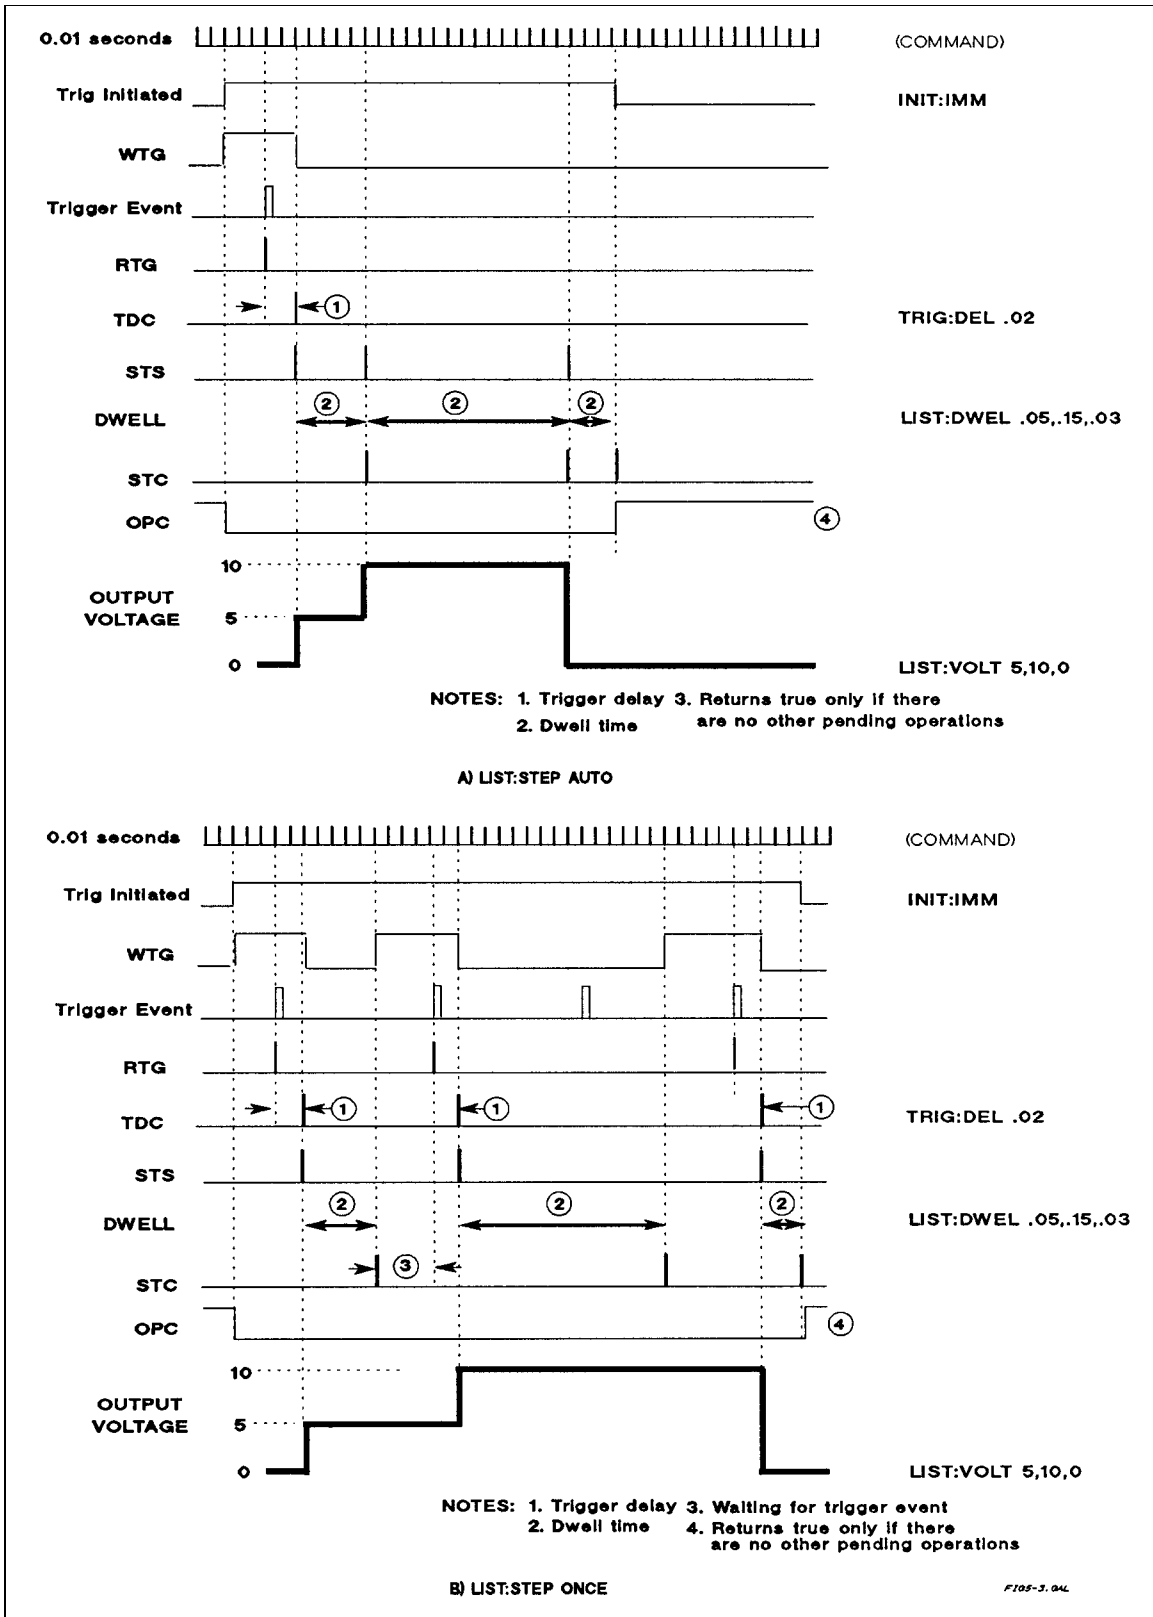 0.01 seconds (COMMAND)
Trig Initiated INIT:IMM
WTG
Trigger Event
RTG
1
TDC TRIG:DEL .02
STS
2 2 2
DWELL LIST:DWEL .05,.15,.03
STC
OPC 4
10
OUTPUT
VOLTAGE 5
0 LIST:VOLT 5,10,0
NOTES: 1. Trigger delay 3. Returns true only if there
2. Dwell time are no other pending operations
A) LIST:STEP AUTO
0.01 seconds (COMMAND)
Trig Initiated INIT:IMM
WTG
Trigger Event
RTG
1 1 1
TDC TRIG:DEL .02
STS
2 2 2
DWELL LIST:DWEL .05,.15,.03
3
STC
OPC 4
10
OUTPUT
VOLTAGE 5
0 LIST:VOLT 5,10,0
NOTES: 1. Trigger delay 3. Waiting for trigger event
2. Dwell time 4. Returns true only if there
are no other pending operations
B) LIST:STEP ONCE
FIG5-3.GAL